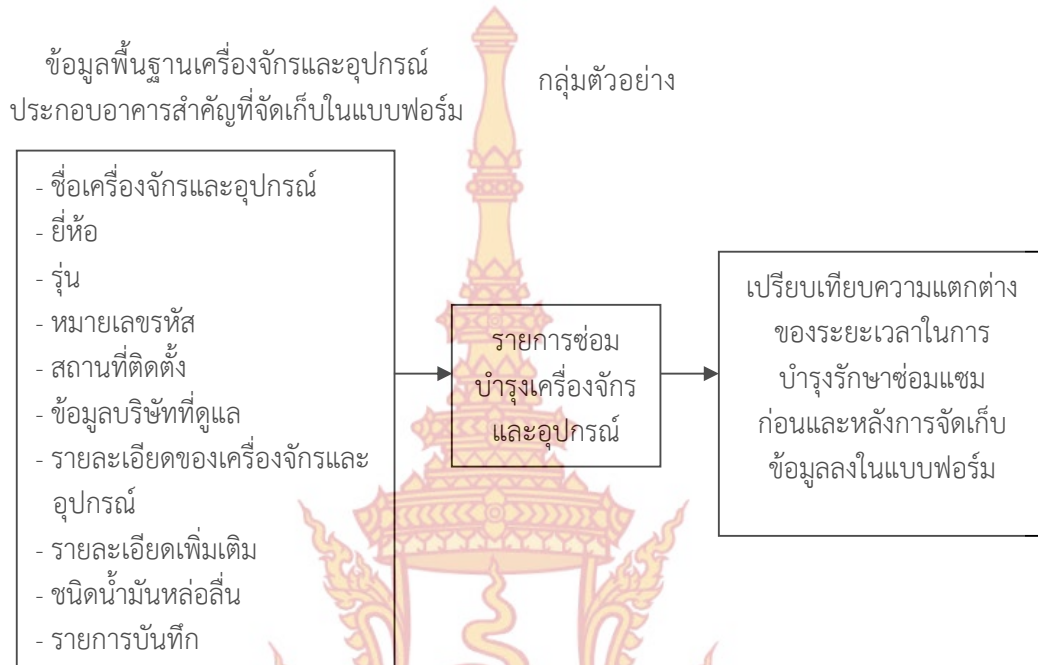 ข้อมูลพื้นฐานเครื่องจักรและอุปกรณ์
ประกอบอาคารสำคัญที่จัดเก็บในแบบฟอร์ม
กลุ่มตัวอย่าง
- ชื่อเครื่องจักรและอุปกรณ์
- ยี่ห้อ
- รุ่น
- หมายเลขรหัส
- สถานที่ติดตั้ง
- ข้อมูลบริษัทที่ดูแล
- รายละเอียดของเครื่องจักรและ
อุปกรณ์
- รายละเอียดเพิ่มเติม
- ชนิดน้ำมันหล่อลื่น
- รายการบันทึก
รายการซ่อม
บำรุงเครื่องจักร
และอุปกรณ์
เปรียบเทียบความแตกต่าง
ของระยะเวลาในการ
บำรุงรักษาซ่อมแซม
ก่อนและหลังการจัดเก็บ
ข้อมูลลงในแบบฟอร์ม